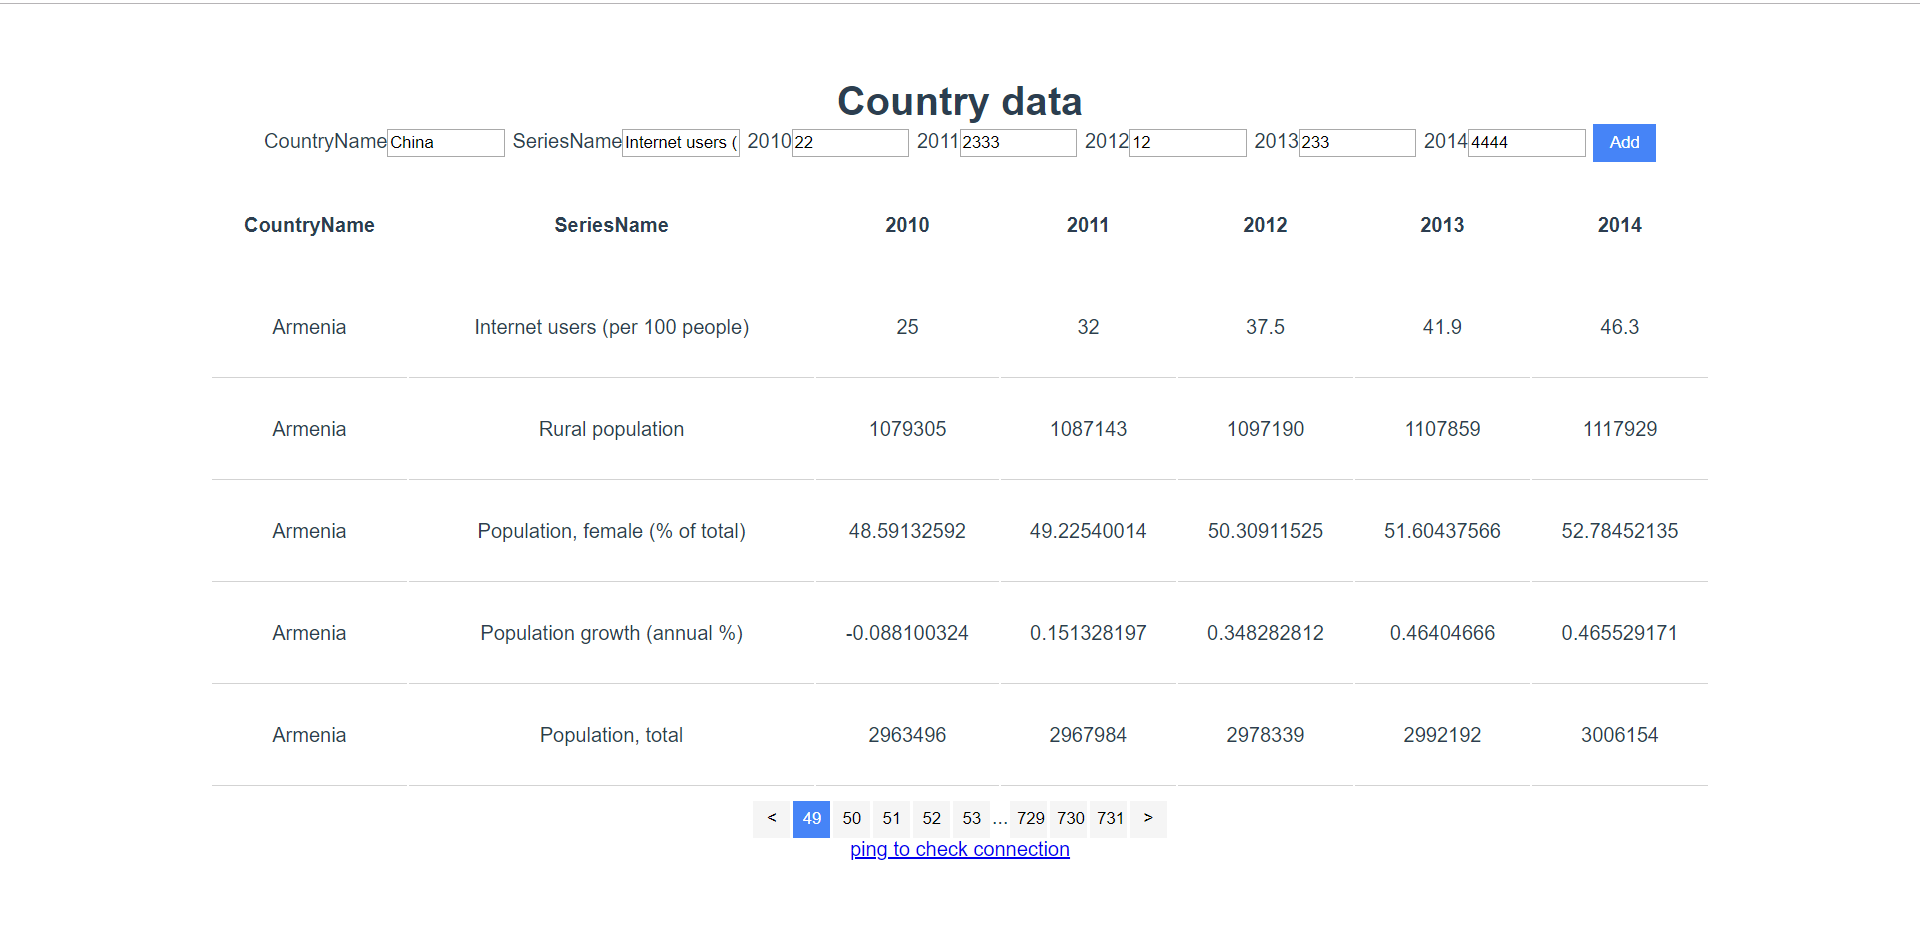 Country data
CountryName China SeriesName Internet users ( 2010 22 2011 2333 2012 12 2013 233 2014 4444 Add
CountryName SeriesName 2010 2011 2012 2013 2014
Armenia Internet users (per 100 people) 25 32 37.5 41.9 46.3
Armenia Rural population 1079305 1087143 1097190 1107859 1117929
Armenia Population, female (% of total) 48.59132592 49.22540014 50.30911525 51.60437566 52.78452135
Armenia Population growth (annual %) -0.088100324 0.151328197 0.348282812 0.46404666 0.465529171
Armenia Population, total 2963496 2967984 2978339 2992192 3006154
< 49 50 51 52 53 ... 729 730 731 >
ping to check connection